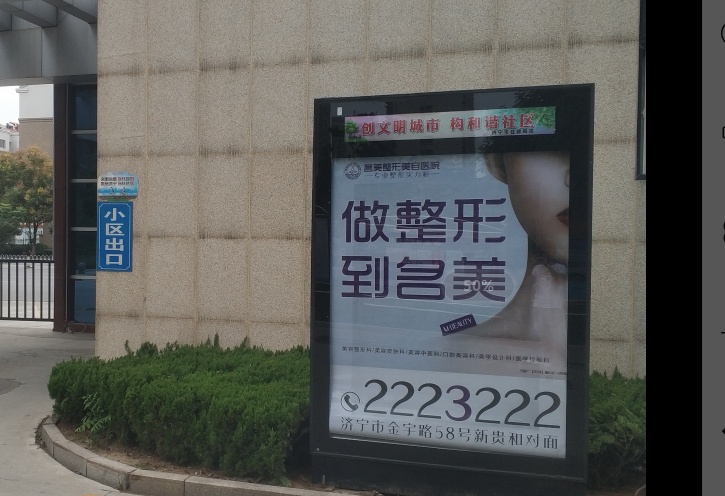 小区出口
创文明城市 构和谐社区
名美整形美容医院
做整形
到名美
50%
M BEAUTY
2223222
济宁市金宇路58号新贵和对面